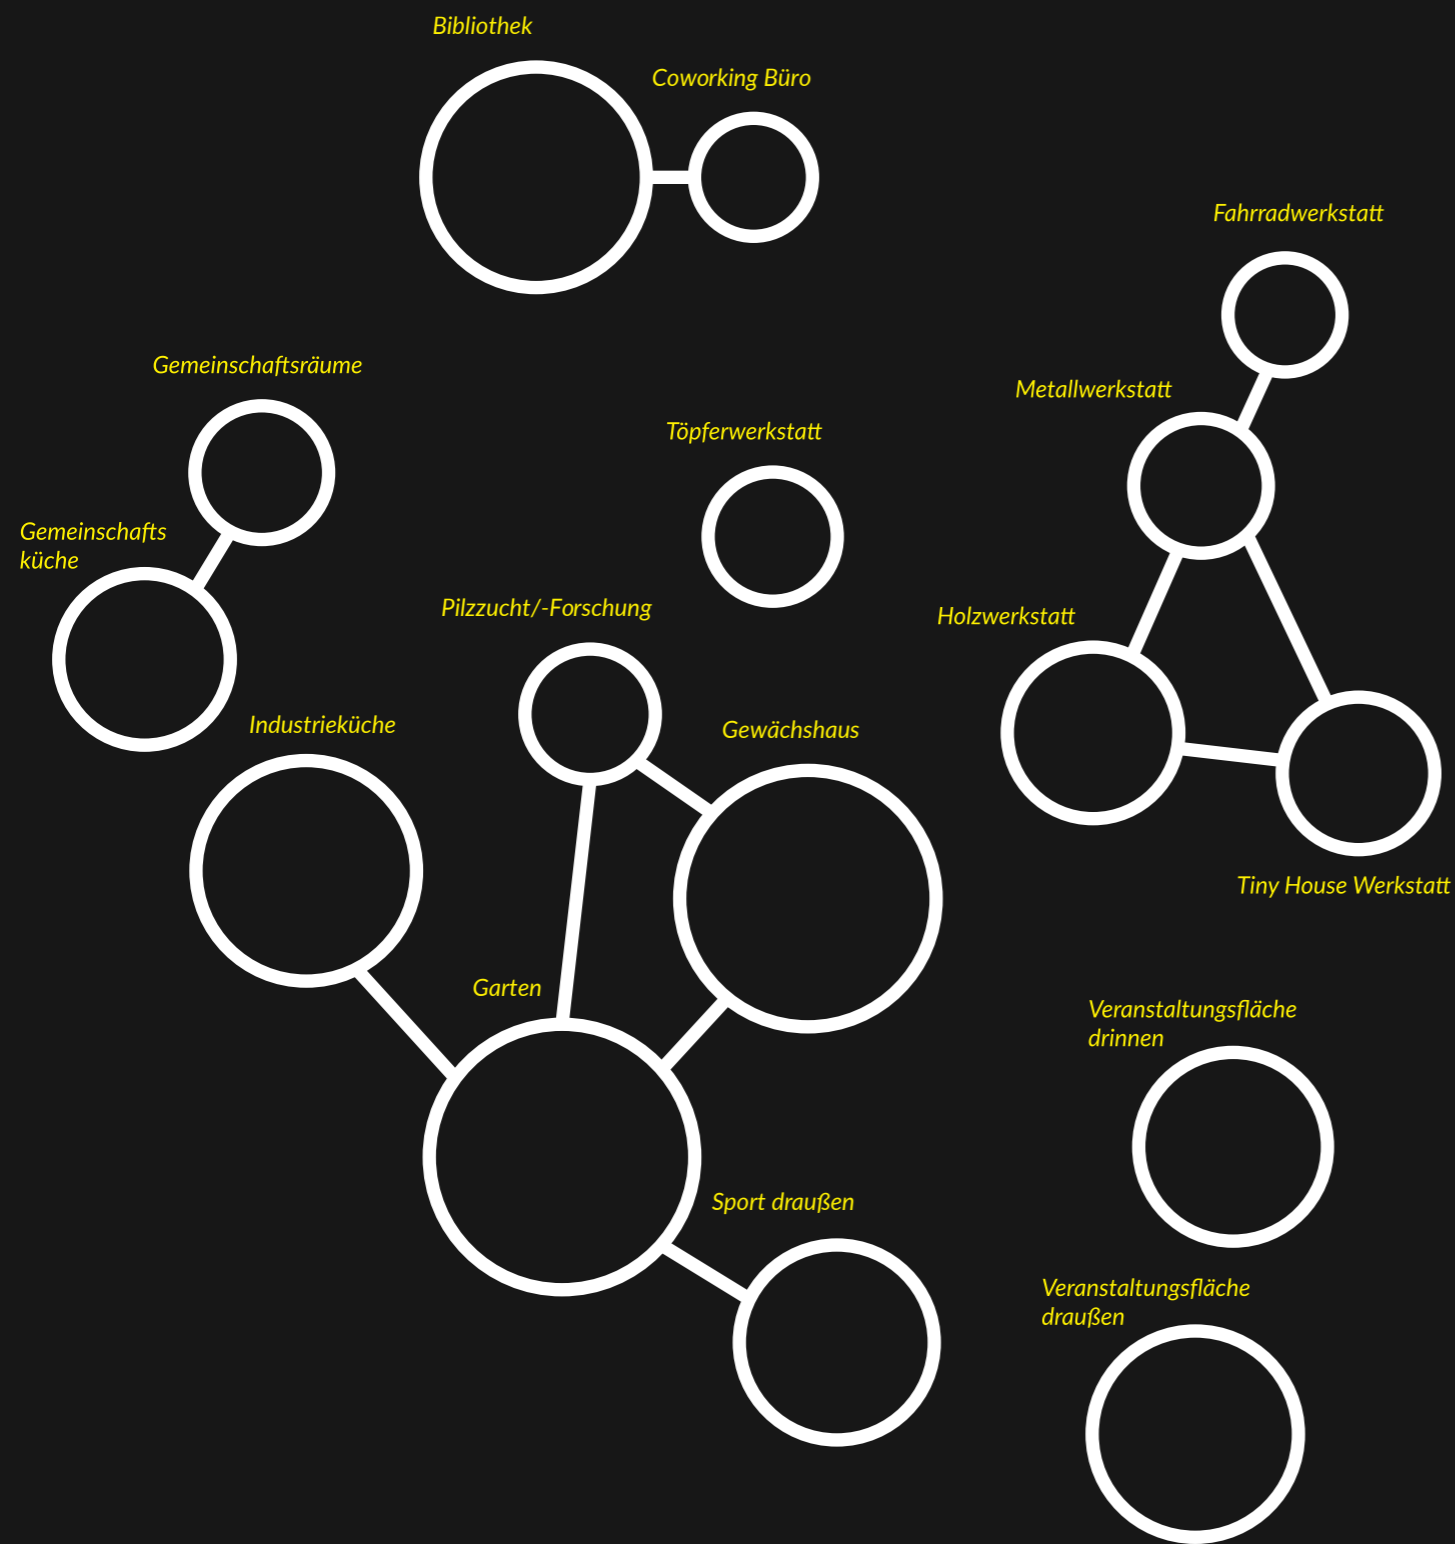 Bibliothek
Coworking Büro
Fahrradwerkstatt
Gemeinschaftsräume
Metallwerkstatt
Töpferwerkstatt
Gemeinschafts
küche
Pilzzucht/-Forschung
Holzwerkstatt
Industrieküche
Gewächshaus
Tiny House Werkstatt
Garten
Veranstaltungsfläche
drinnen
Sport draußen
Veranstaltungsfläche
draußen